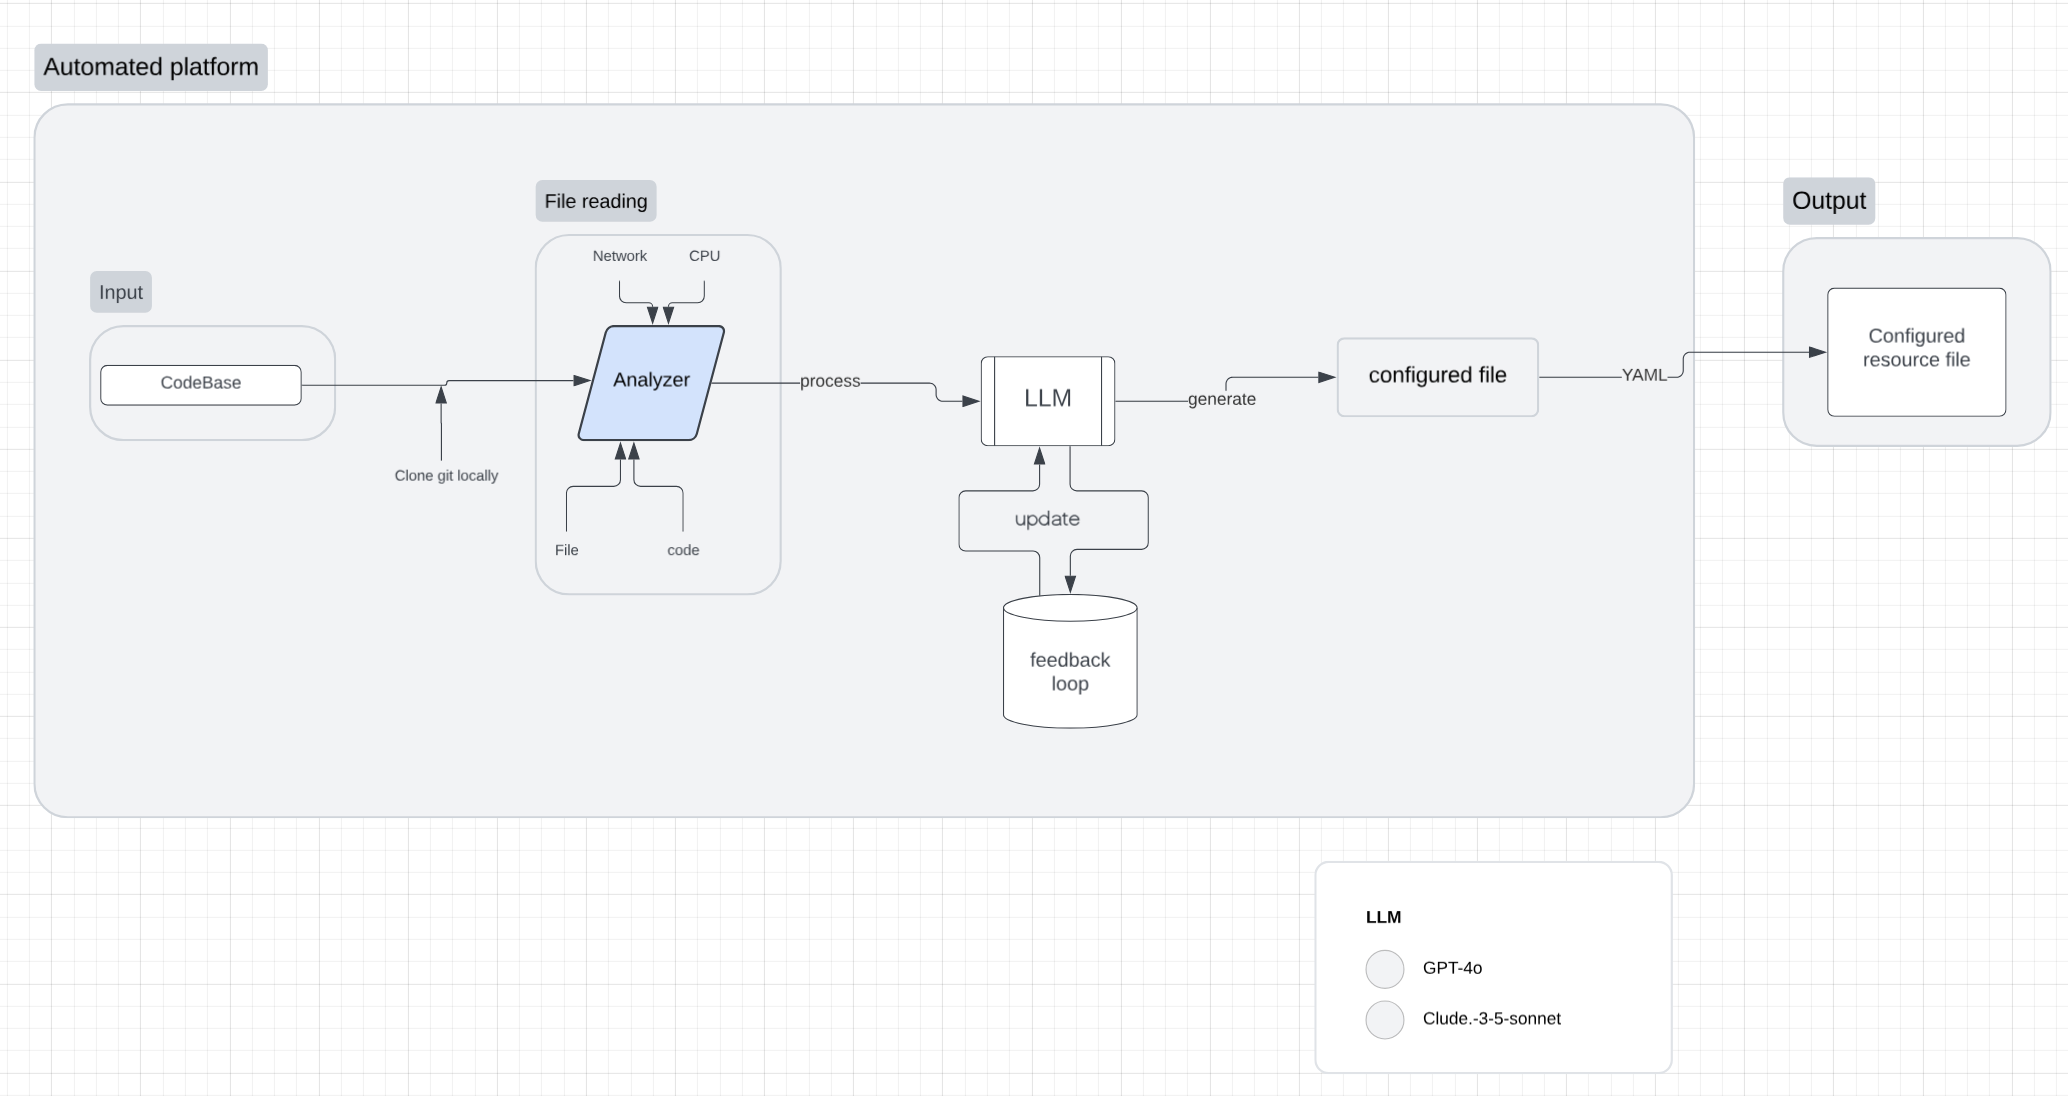 Automated platform
File reading
Output
Network
CPU
Input
CodeBase
Analyzer
process
LLM
generate
configured file
YAML
Configured
resource file
Clone git locally
update
File
code
feedback
loop
LLM
GPT-4o
Clude.-3-5-sonnet